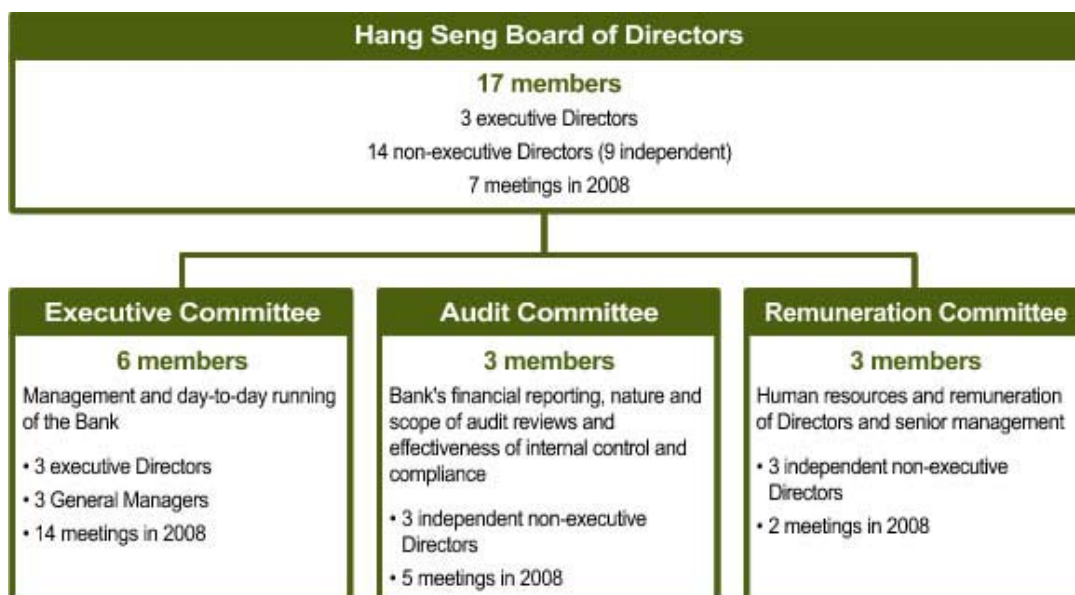 Hang Seng Board of Directors
17 members
3 executive Directors
14 non-executive Directors (9 independent)
7 meetings in 2008
Executive Committee
6 members
Management and day-to-day running
of the Bank
• 3 executive Directors
• 3 General Managers
• 14 meetings in 2008
Audit Committee
3 members
Bank's financial reporting, nature and
scope of audit reviews and
effectiveness of internal control and
compliance
• 3 independent non-executive
Directors
• 5 meetings in 2008
Remuneration Committee
3 members
Human resources and remuneration
of Directors and senior management
• 3 independent non-executive
Directors
• 2 meetings in 2008